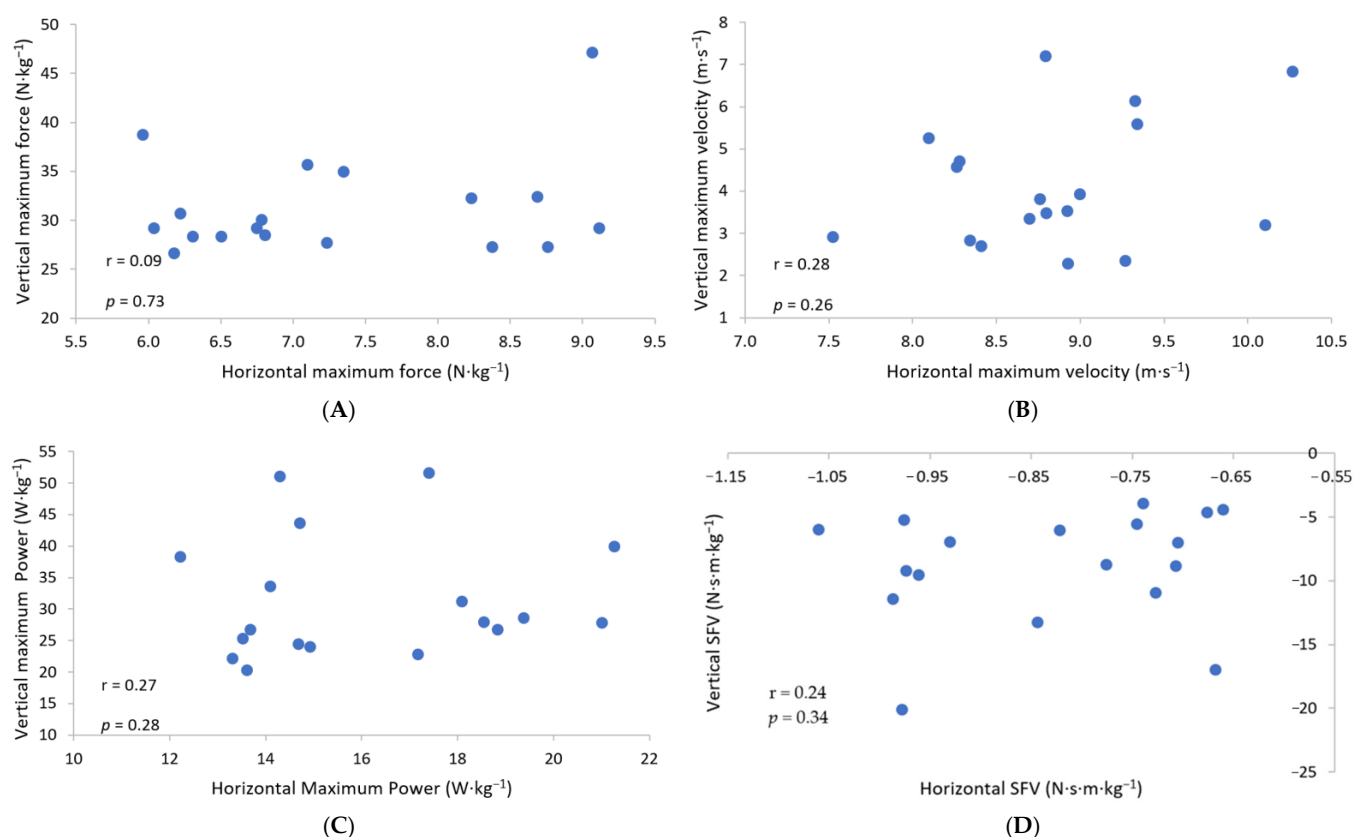 50
45
40
35
30
25
20
Vertical maximum force (N·kg⁻¹)
r = 0.09
p = 0.73
5.5 6.0 6.5 7.0 7.5 8.0 8.5 9.0 9.5
Horizontal maximum force (N·kg⁻¹)
(A)
8
7
6
5
4
3
2
1
Vertical maximum velocity (m·s⁻¹)
r = 0.28
p = 0.26
7.0 7.5 8.0 8.5 9.0 9.5 10.0 10.5
Horizontal maximum velocity (m·s⁻¹)
(B)
55
50
45
40
35
30
25
20
15
10
Vertical maximum Power (W·kg⁻¹)
r = 0.27
p = 0.28
10 12 14 16 18 20 22
Horizontal Maximum Power (W·kg⁻¹)
(C)
0
−1.15 −1.05 −0.95 −0.85 −0.75 −0.65 −0.55
−5
−10
−15
−20
−25
Vertical SFV (N·s·m·kg⁻¹)
r = 0.24
p = 0.34
Horizontal SFV (N·s·m·kg⁻¹)
(D)